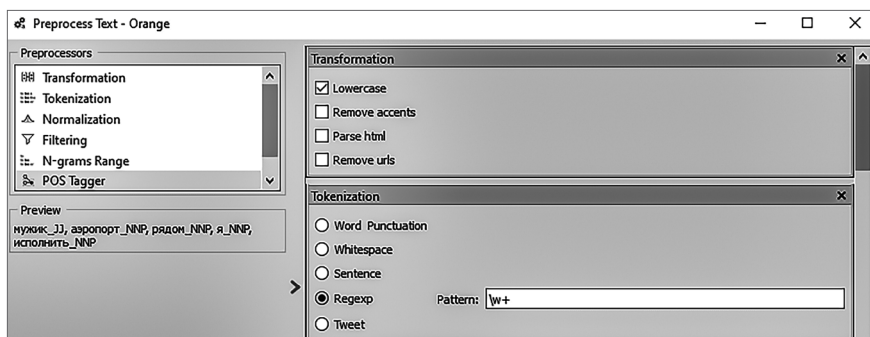 Preprocess Text - Orange
Preprocessors
Transformation
Tokenization
Normalization
Filtering
N-grams Range
POS Tagger
Preview
мужик_JJ, аэропорт_NNP, рядом_NNP, я_NNP,
исполнить_NNP
Transformation
Lowercase
Remove accents
Parse html
Remove urls
Tokenization
Word Punctuation
Whitespace
Sentence
Regexp Pattern: \w+
Tweet